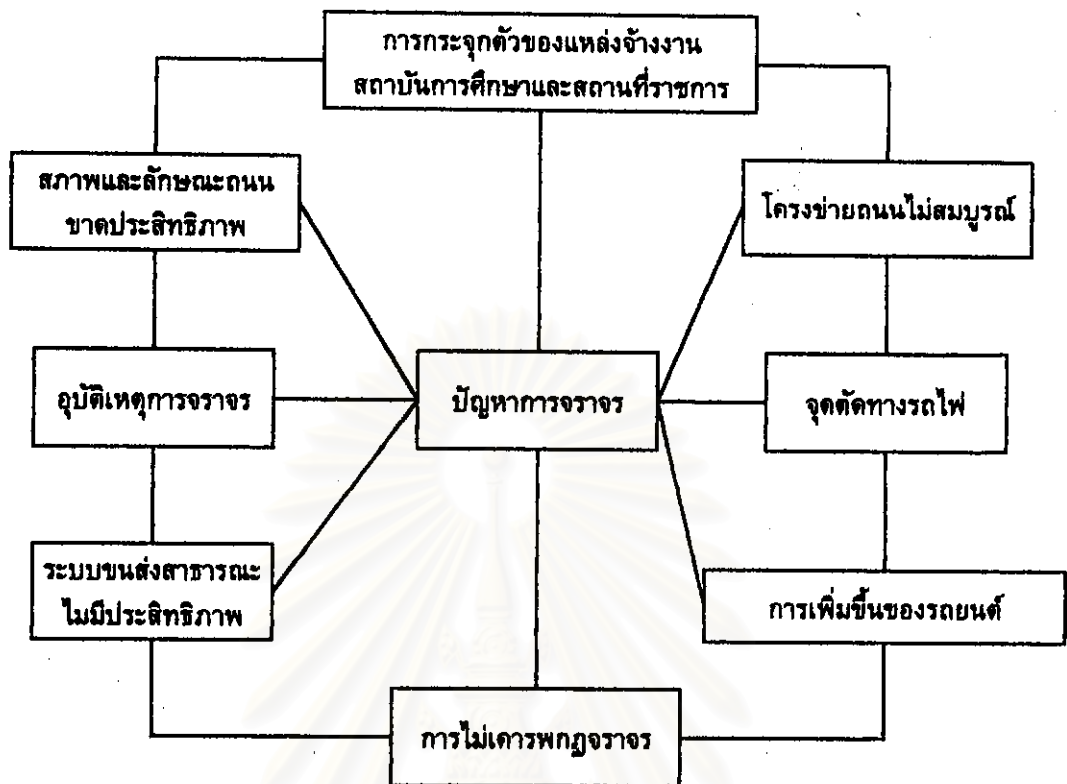 การกระจุกตัวของแหล่งจ้างงาน
สถาบันการศึกษาและสถานที่ราชการ
สภาพและลักษณะถนน
ขาดประสิทธิภาพ
โครงข่ายถนนไม่สมบูรณ์
อุบัติเหตุการจราจร
ปัญหาการจราจร
จุดตัดทางรถไฟ
ระบบขนส่งสาธารณะ
ไมมีประสิทธิภาพ
การเพิ่มขึ้นของรถยนต์
การไม่เคารพกฎจราจร